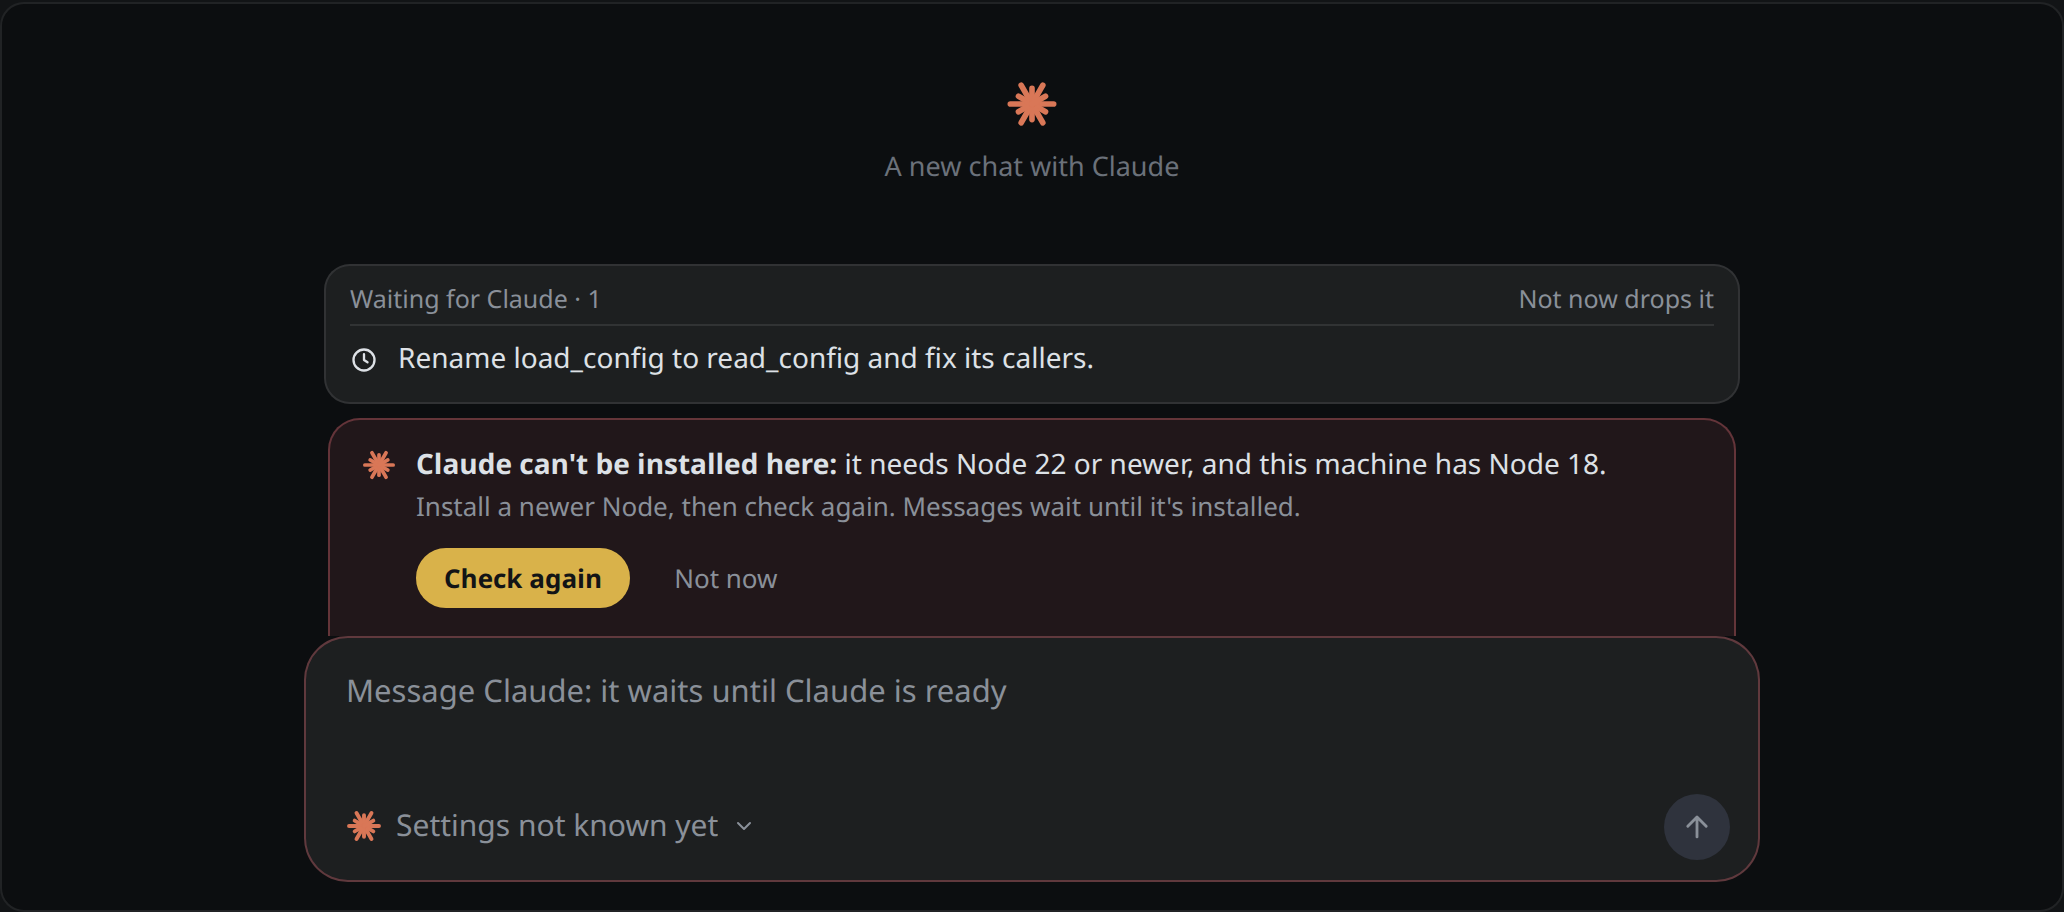 A new chat with Claude
Waiting for Claude · 1
Not now drops it
Rename load_config to read_config and fix its callers.
Claude can't be installed here: it needs Node 22 or newer, and this machine has Node 18.
Install a newer Node, then check again. Messages wait until it's installed.
Check again
Not now
Message Claude: it waits until Claude is ready
Settings not known yet